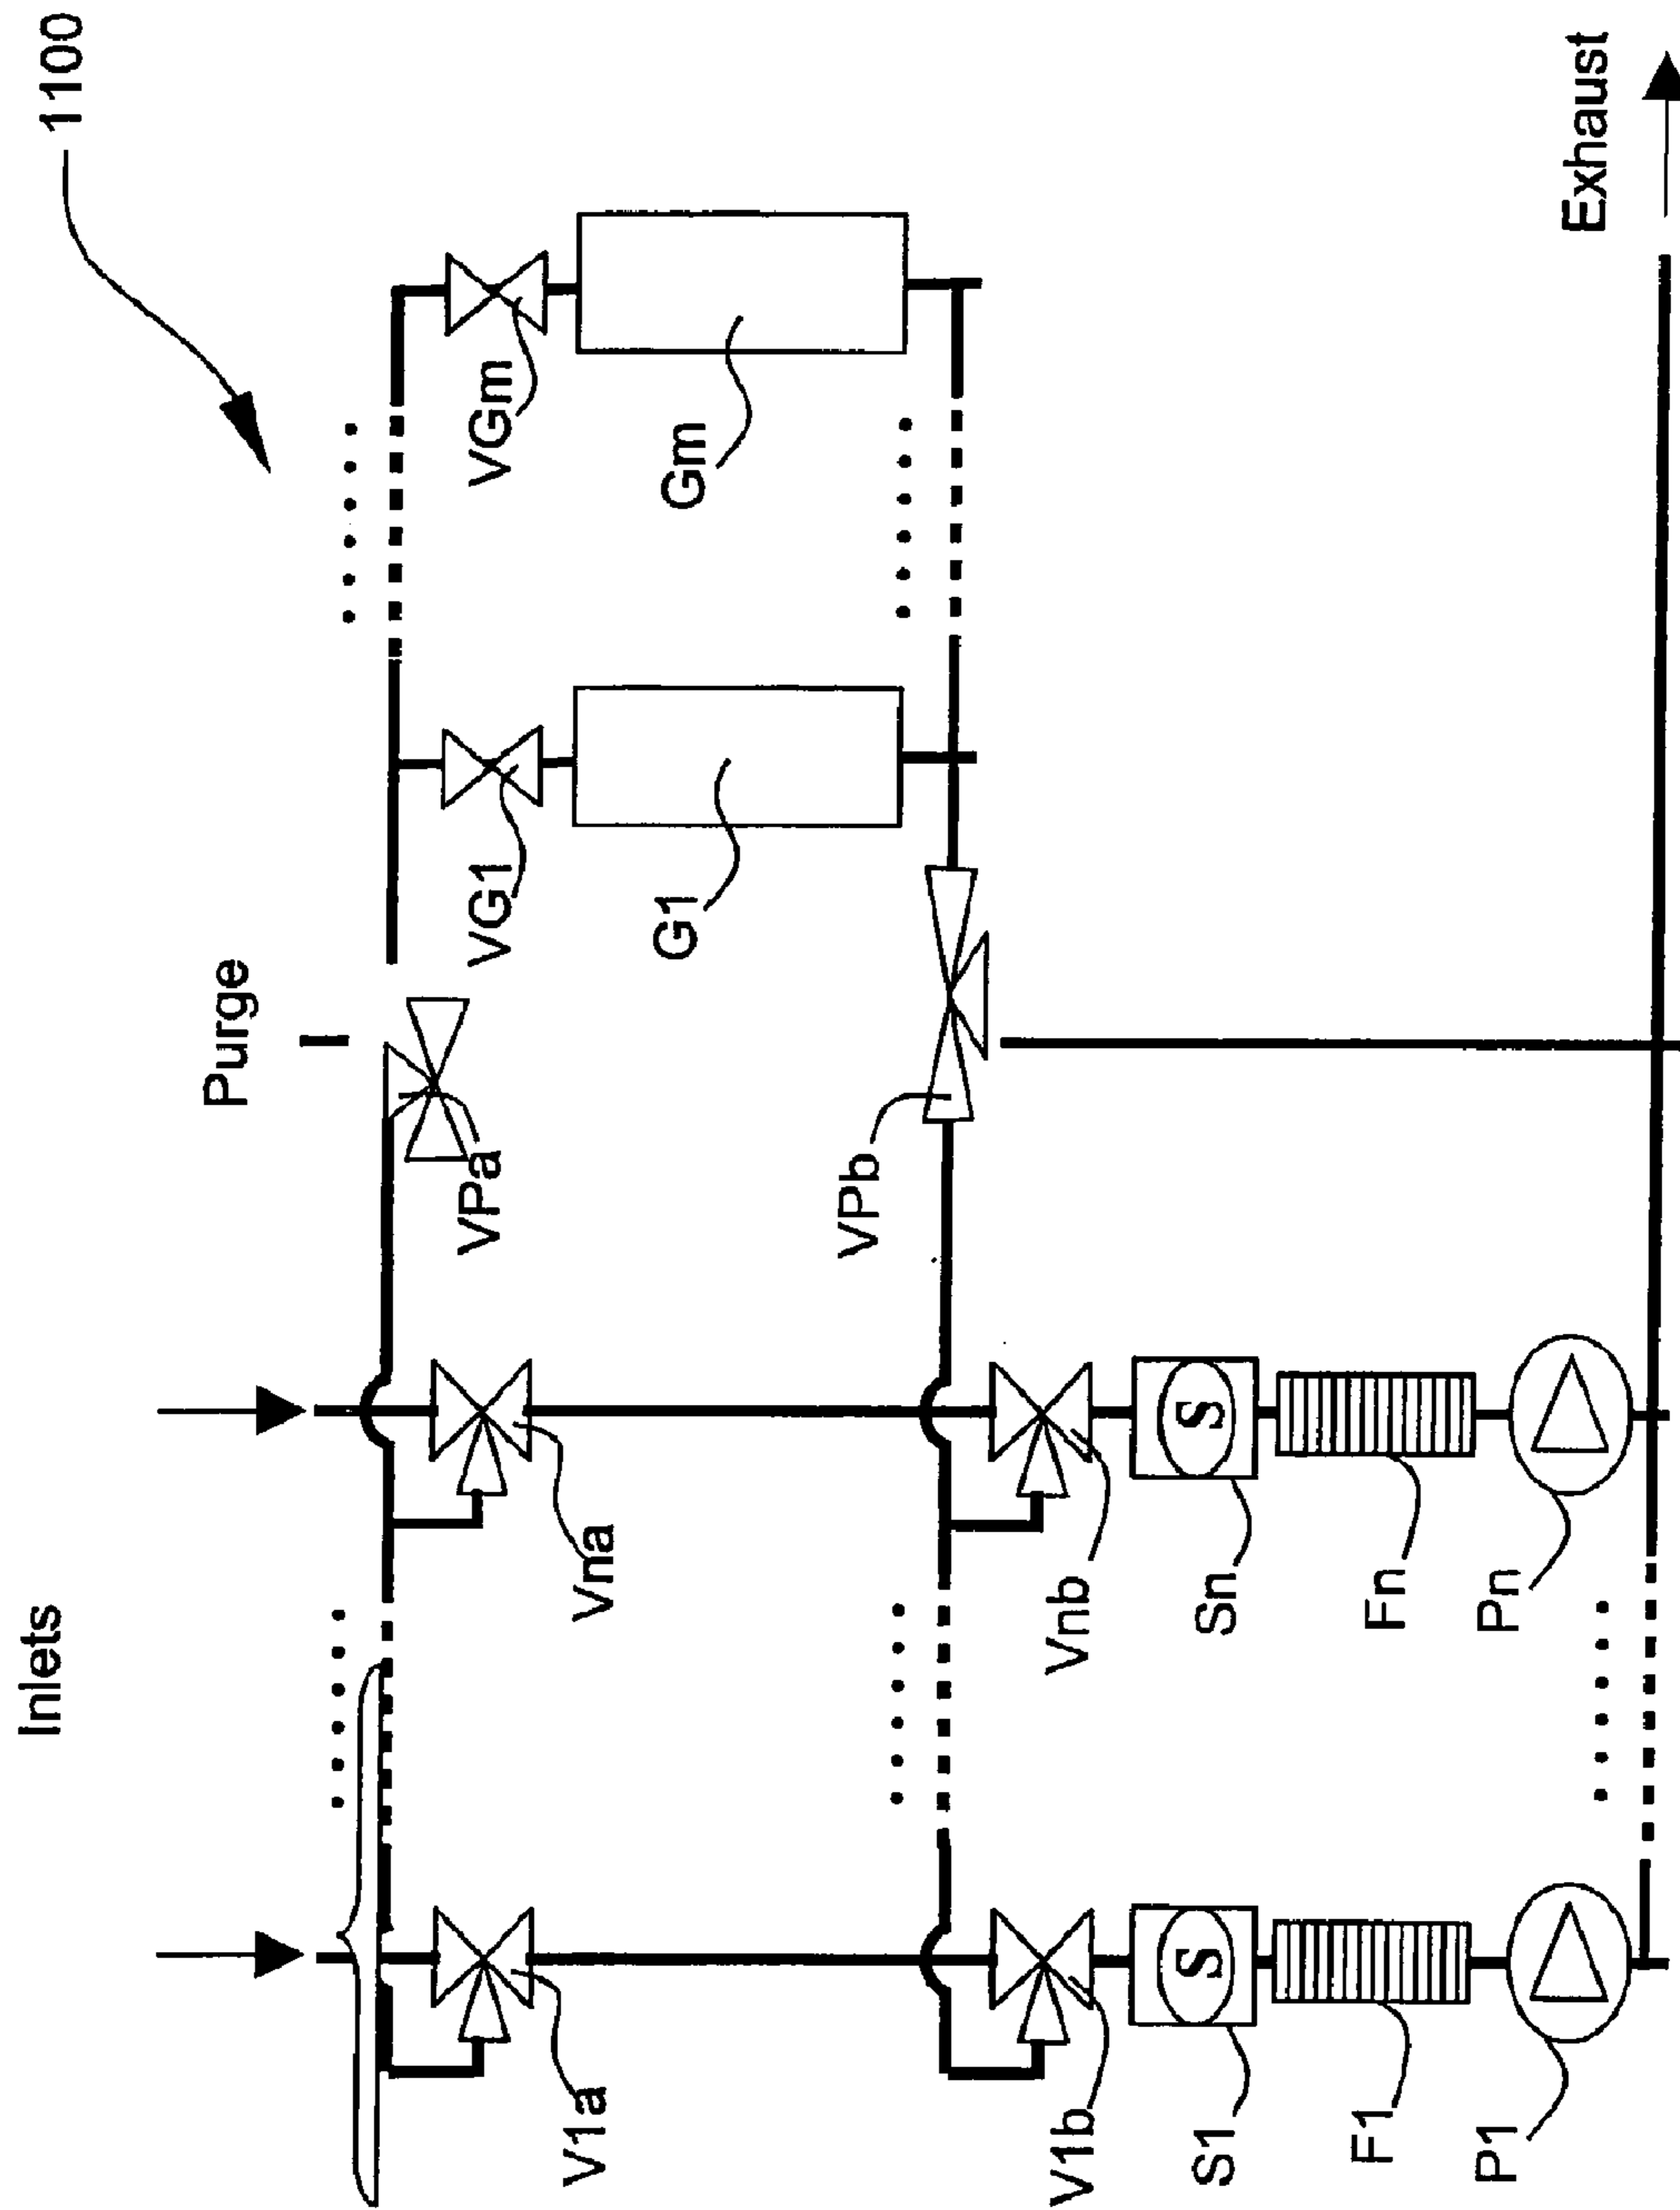 1100
Inlets
Purge
VPa
VG1
VGm
V1a
Vna
G1
Gm
VPb
V1b
Vnb
S
S
S1
Sn
F1
Fn
P1
Pn
Exhaust